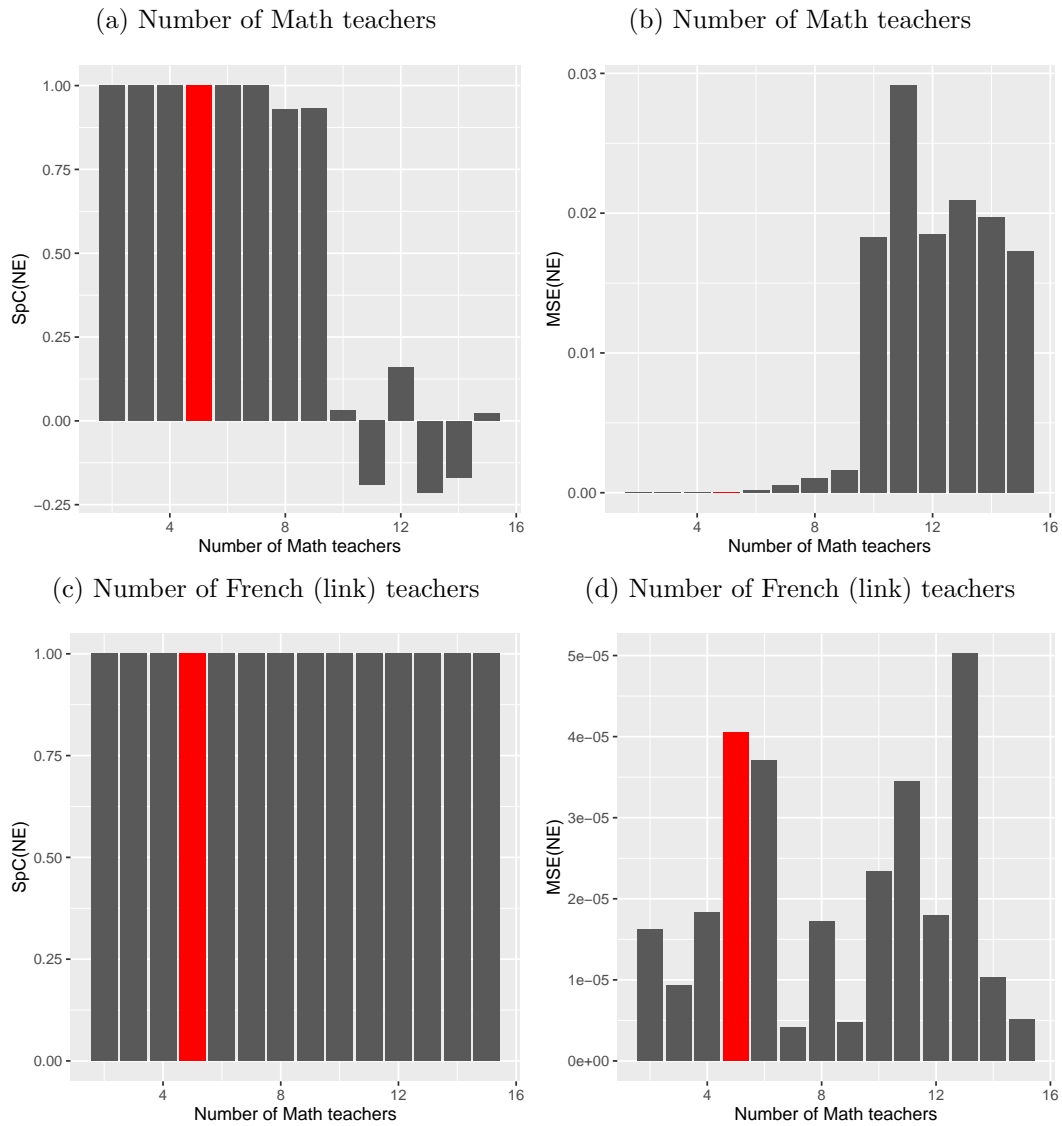 (a) Number of Math teachers
1.00
0.75
0.50
0.25
0.00
−0.25
SpC(NE)
4
8
12
16
Number of Math teachers
(b) Number of Math teachers
0.03
0.02
0.01
0.00
MSE(NE)
4
8
12
16
Number of Math teachers
(c) Number of French (link) teachers
1.00
0.75
0.50
0.25
0.00
SpC(NE)
4
8
12
16
Number of Math teachers
(d) Number of French (link) teachers
5e−05
4e−05
3e−05
2e−05
1e−05
0e+00
MSE(NE)
4
8
12
16
Number of Math teachers